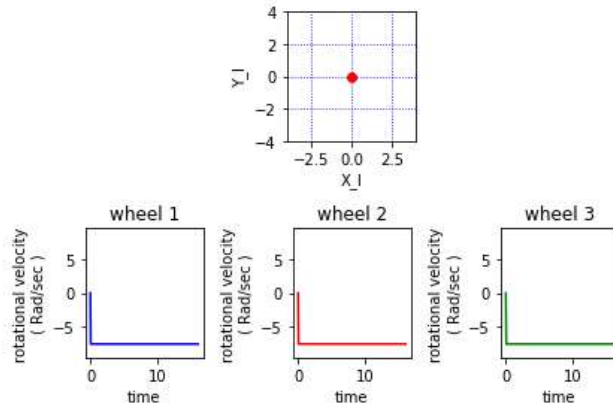 4
2
0
−2
−4
Y_I
−2.5 0.0 2.5
X_I
wheel 1
5
0
−5
rotational velocity
( Rad/sec )
0 10
time
wheel 2
5
0
−5
rotational velocity
( Rad/sec )
0 10
time
wheel 3
5
0
−5
rotational velocity
( Rad/sec )
0 10
time